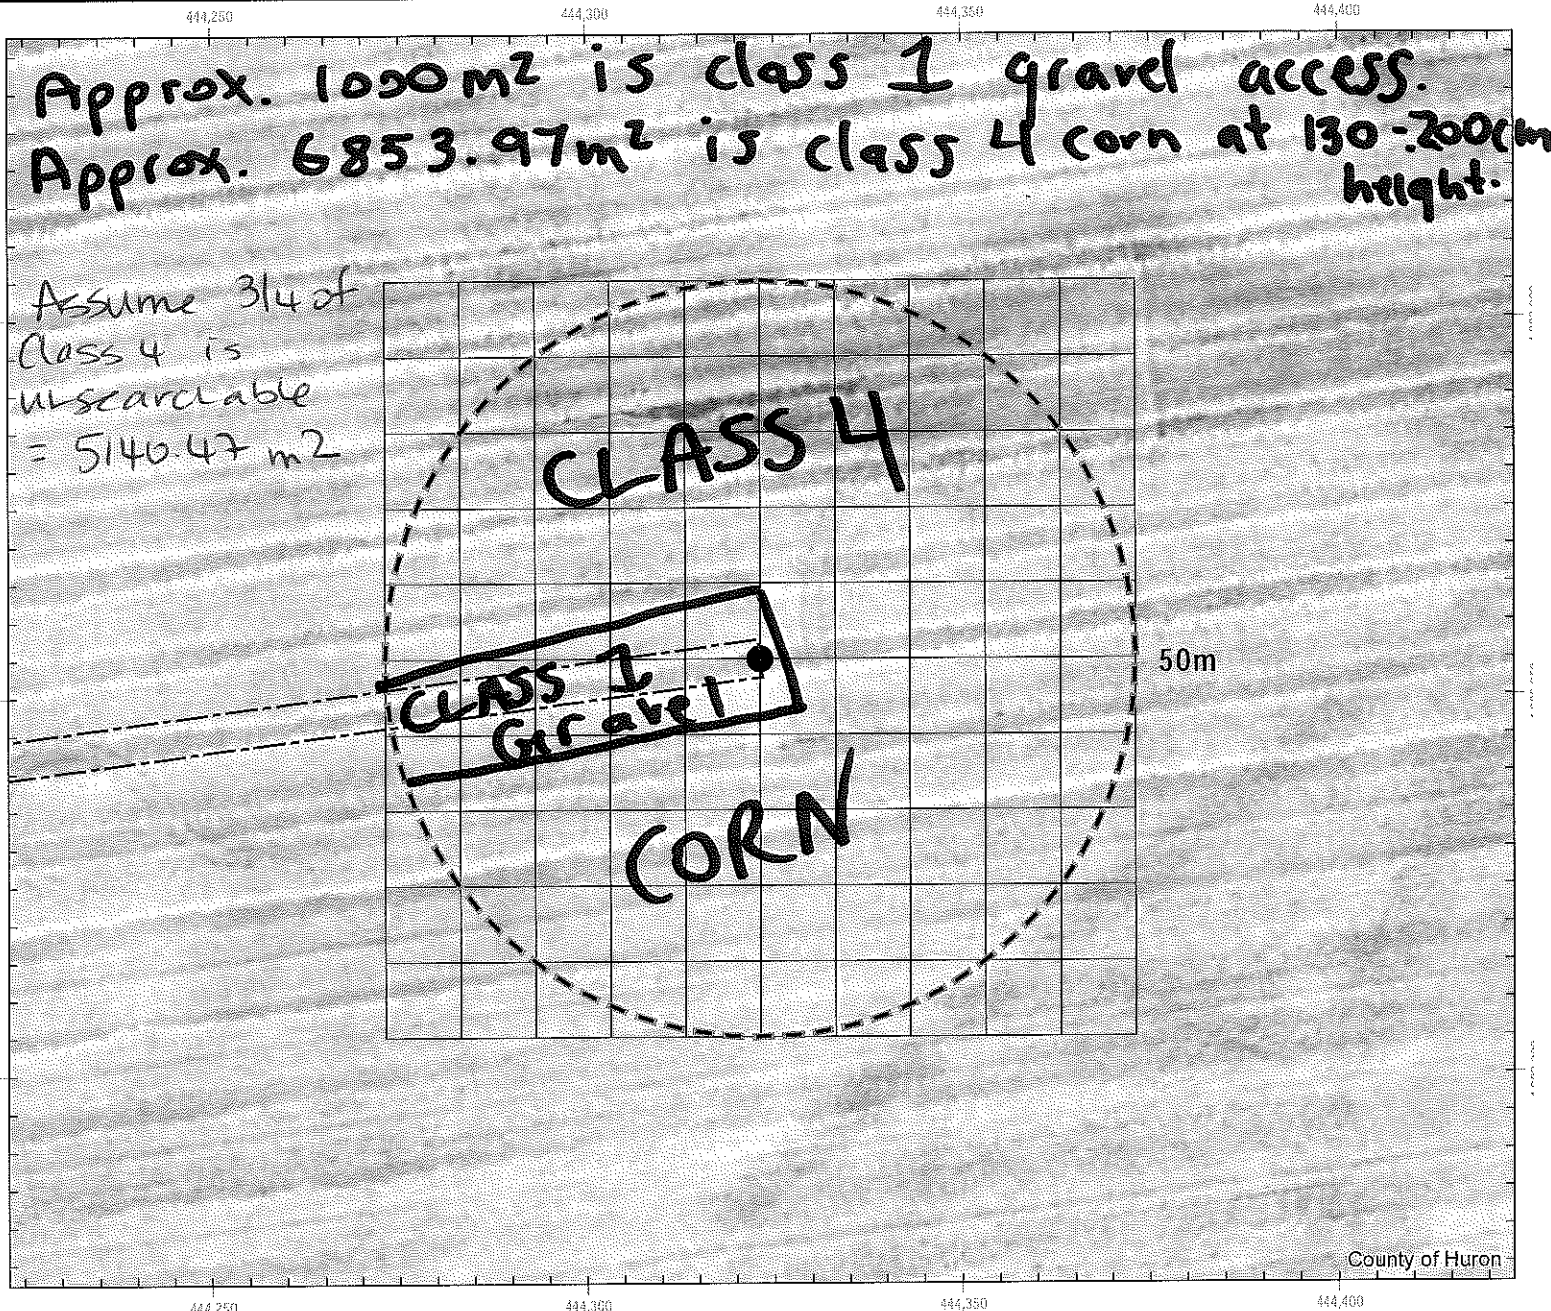 444,250 444,300 444,350 444,400
Approx. 1000m² is class 1 gravel access.
Approx. 6853.97m² is class 4 corn at 130-200cm
height.
Assume 3/4 of
Class 4 is
unsearchable
= 5140.47 m2
CLASS 4
50m
CLASS 1
Gravel
CORN
County of Huron
444,250 444,300 444,350 444,400